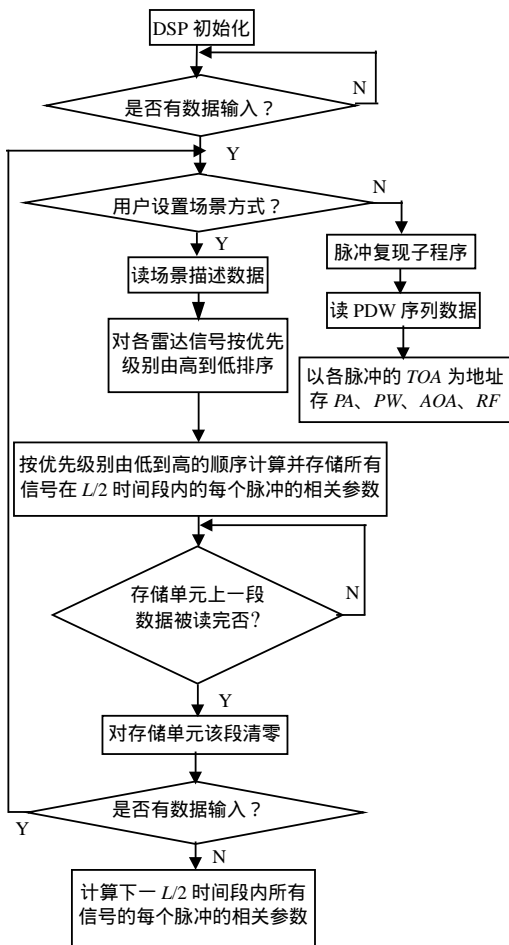 DSP 初始化
N
是否有数据输入？
Y
N
用户设置场景方式？
Y
脉冲复现子程序
读场景描述数据
读 PDW 序列数据
对各雷达信号按优先
级别由高到低排序
以各脉冲的 TOA 为地址
存 PA、PW、AOA、RF
按优先级别由低到高的顺序计算并存储所有
信号在 L/2 时间段内的每个脉冲的相关参数
N
存储单元上一段
数据被读完否?
Y
对存储单元该段清零
是否有数据输入？
Y
N
计算下一 L/2 时间段内所有
信号的每个脉冲的相关参数